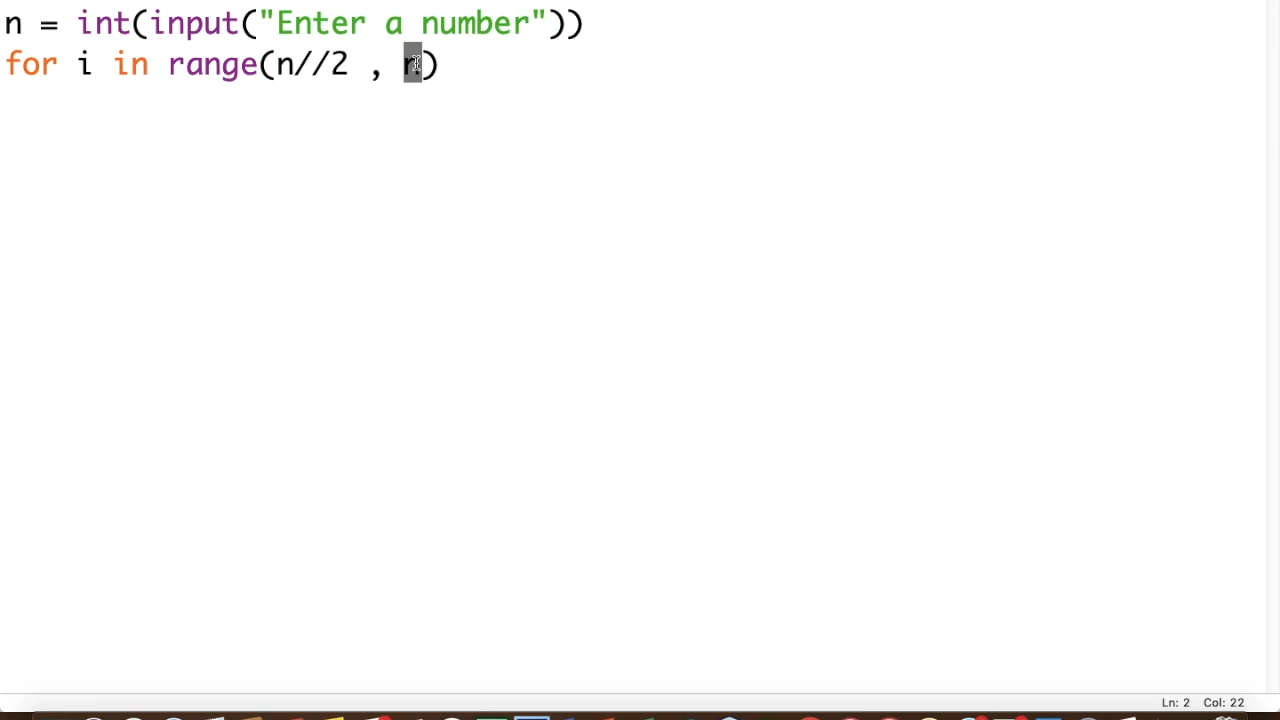 n = int(input("Enter a number"))
for i in range(n//2 , n)
Ln: 2 Col: 22